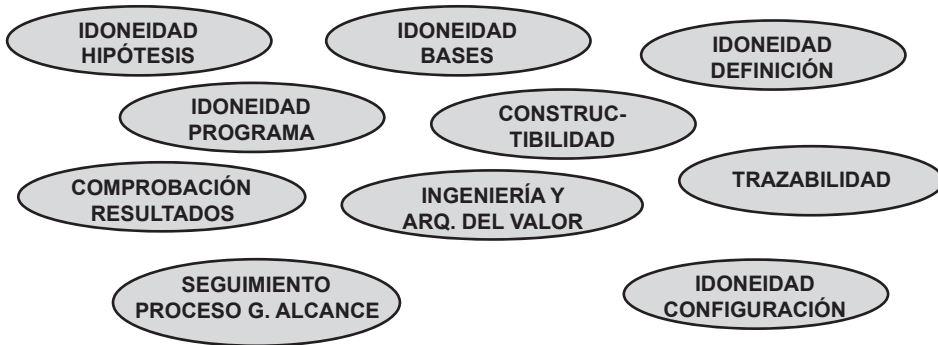 IDONEIDAD
HIPÓTESIS
IDONEIDAD
BASES
IDONEIDAD
DEFINICIÓN
IDONEIDAD
PROGRAMA
CONSTRUC-
TIBILIDAD
COMPROBACIÓN
RESULTADOS
INGENIERÍA Y
ARQ. DEL VALOR
TRAZABILIDAD
SEGUIMIENTO
PROCESO G. ALCANCE
IDONEIDAD
CONFIGURACIÓN